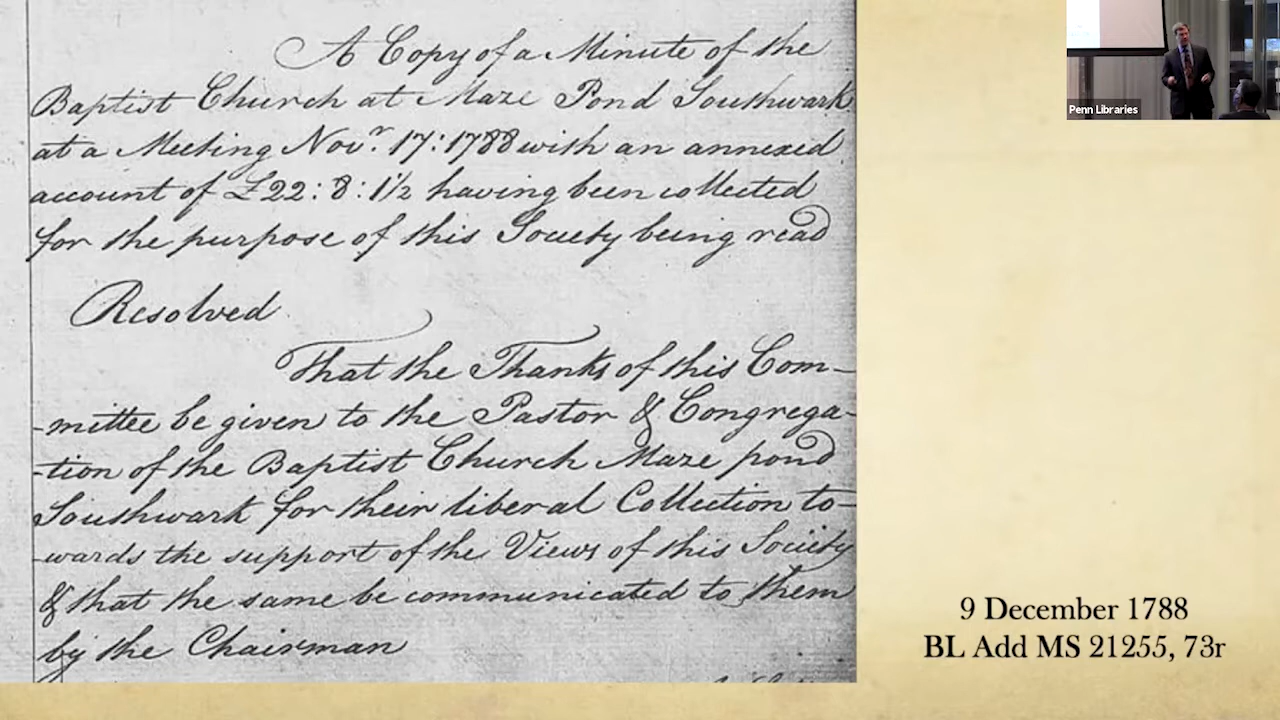 A Copy of a Minute of the
Baptist Church at Maze Pond Southwark
at a Meeting Nov.r 17: 1788 with an annexed
account of £22: 8: 1½ having been collected
for the purpose of this Society being read
Resolved
That the Thanks of this Com-
-mittee be given to the Pastor & Congrega-
-tion of the Baptist Church Maze pond
Southwark for their liberal Collection to-
-wards the support of the Views of this Society
& that the same be communicated to them
by the Chairman
Penn Libraries
9 December 1788
BL Add MS 21255, 73r